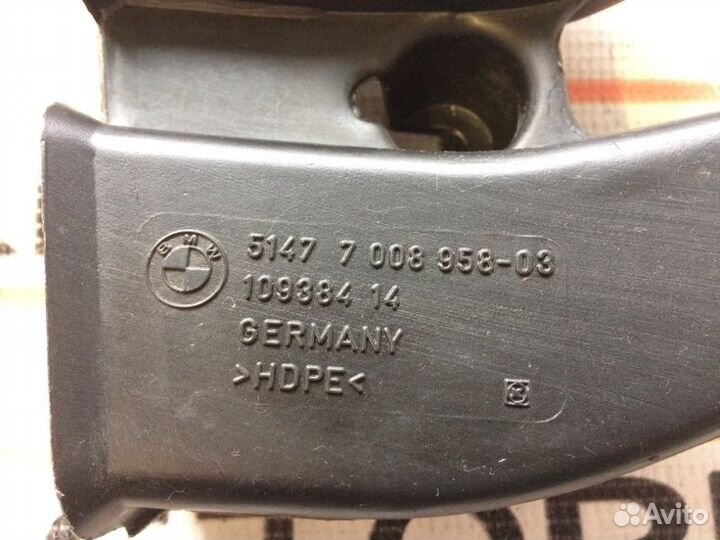 BMW
5147 7 008 958-03
109384 14
GERMANY
>HDPE<
Avito